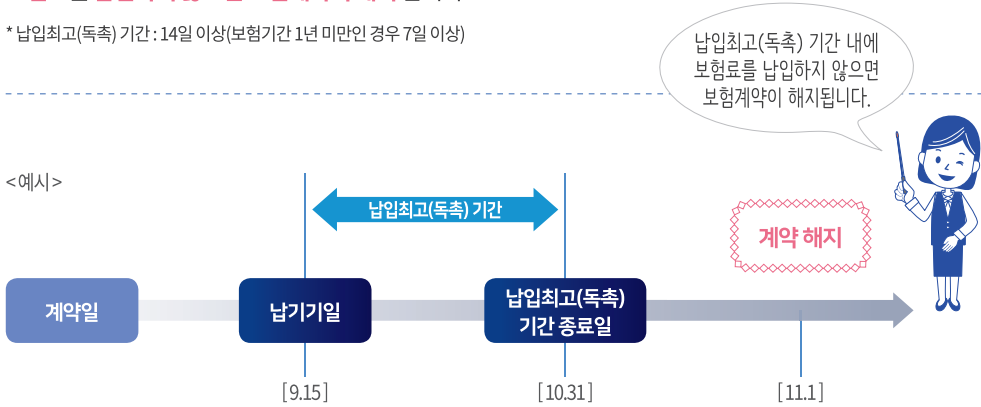 * 납입최고(독촉) 기간 : 14일 이상(보험기간 1년 미만인 경우 7일 이상)
납입최고(독촉) 기간 내에
보험료를 납입하지 않으면
보험계약이 해지됩니다.
<예시>
납입최고(독촉) 기간
계약 해지
계약일
납기기일
납입최고(독촉)
기간 종료일
[9.15]
[10.31]
[11.1]